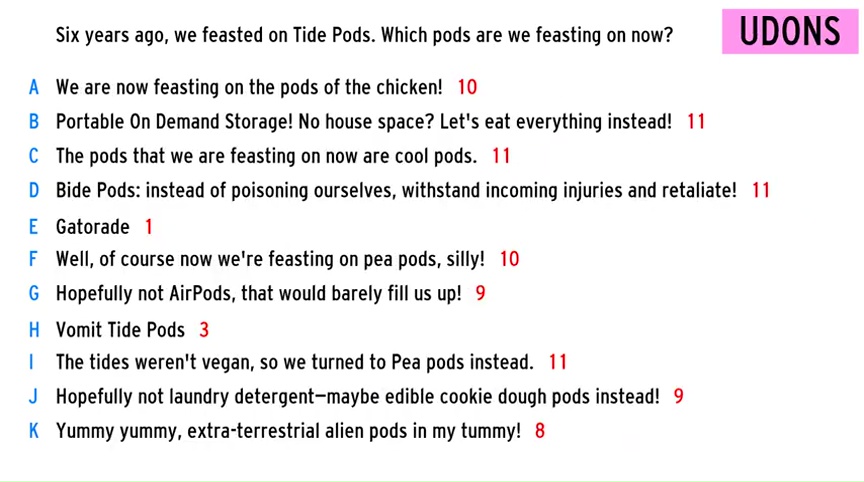 Six years ago, we feasted on Tide Pods. Which pods are we feasting on now?
UDONS
A We are now feasting on the pods of the chicken! 10
B Portable On Demand Storage! No house space? Let's eat everything instead! 11
C The pods that we are feasting on now are cool pods. 11
D Bide Pods: instead of poisoning ourselves, withstand incoming injuries and retaliate! 11
E Gatorade 1
F Well, of course now we're feasting on pea pods, silly! 10
G Hopefully not AirPods, that would barely fill us up! 9
H Vomit Tide Pods 3
I The tides weren't vegan, so we turned to Pea pods instead. 11
J Hopefully not laundry detergent—maybe edible cookie dough pods instead! 9
K Yummy yummy, extra-terrestrial alien pods in my tummy! 8